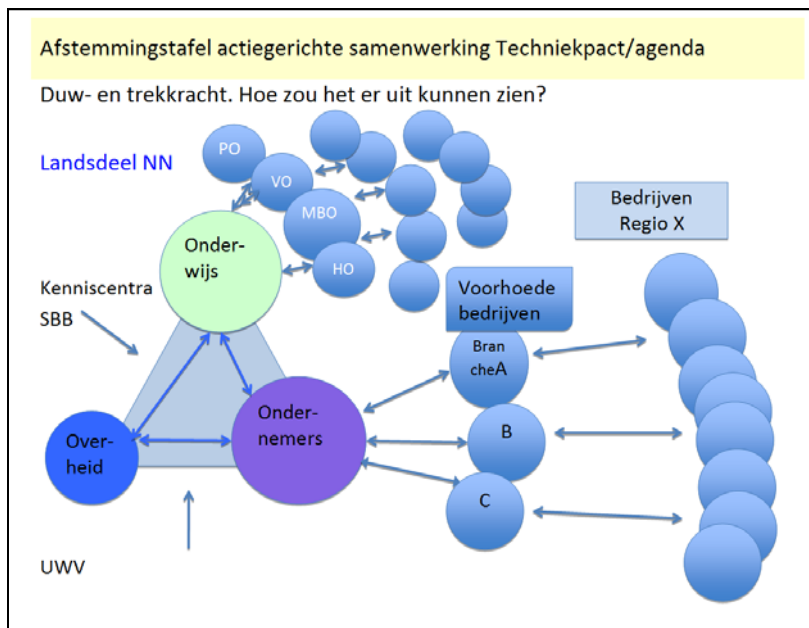 Afstemmingstafel actiegerichte samenwerking Techniekpact/agenda
Duw- en trekkracht. Hoe zou het er uit kunnen zien?
Landsdeel NN
PO
VO
MBO
HO
Onder-
wijs
Bedrijven
Regio X
Kenniscentra
SBB
Voorhoede
bedrijven
Bran
cheA
Over-
heid
Onder-
nemers
B
C
UWV